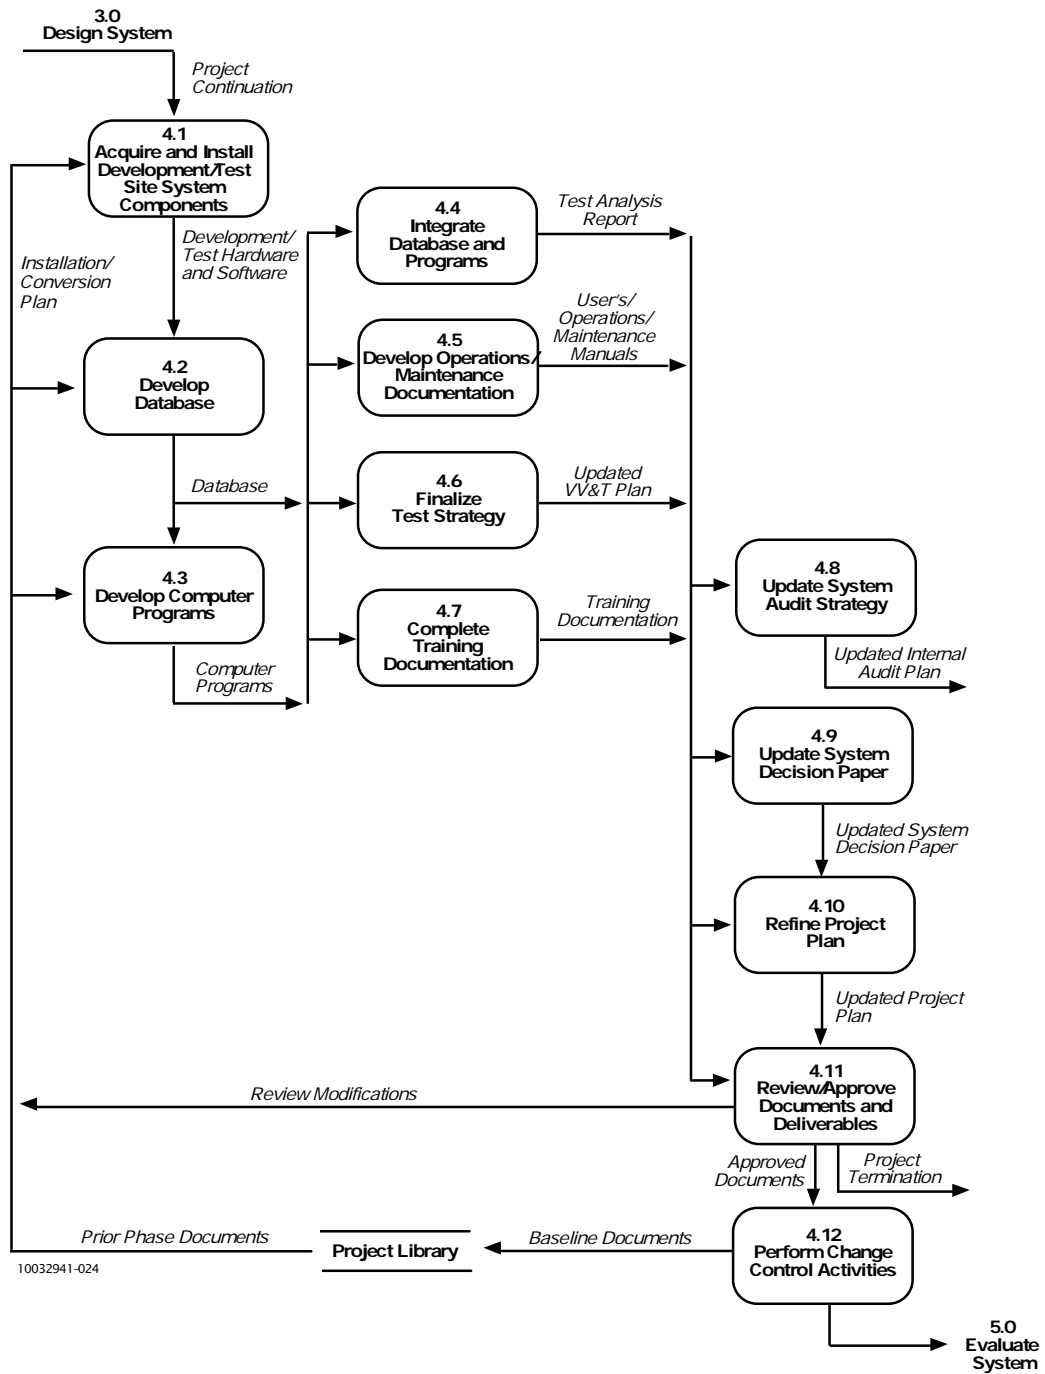 3.0
Design System
Project
Continuation
4.1
Acquire and Install
Development/Test
Site System
Components
Installation/
Conversion
Plan
Development/
Test Hardware
and Software
4.2
Develop
Database
Database
4.3
Develop Computer
Programs
Computer
Programs
4.4
Integrate
Database and
Programs
Test Analysis
Report
4.5
Develop Operations/
Maintenance
Documentation
User's/
Operations/
Maintenance
Manuals
4.6
Finalize
Test Strategy
Updated
VV&T Plan
4.7
Complete
Training
Documentation
Training
Documentation
4.8
Update System
Audit Strategy
Updated Internal
Audit Plan
4.9
Update System
Decision Paper
Updated System
Decision Paper
4.10
Refine Project
Plan
Updated Project
Plan
4.11
Review/Approve
Documents and
Deliverables
Review Modifications
Approved
Documents
Project
Termination
4.12
Perform Change
Control Activities
Baseline Documents
Project Library
Prior Phase Documents
10032941-024
5.0
Evaluate
System